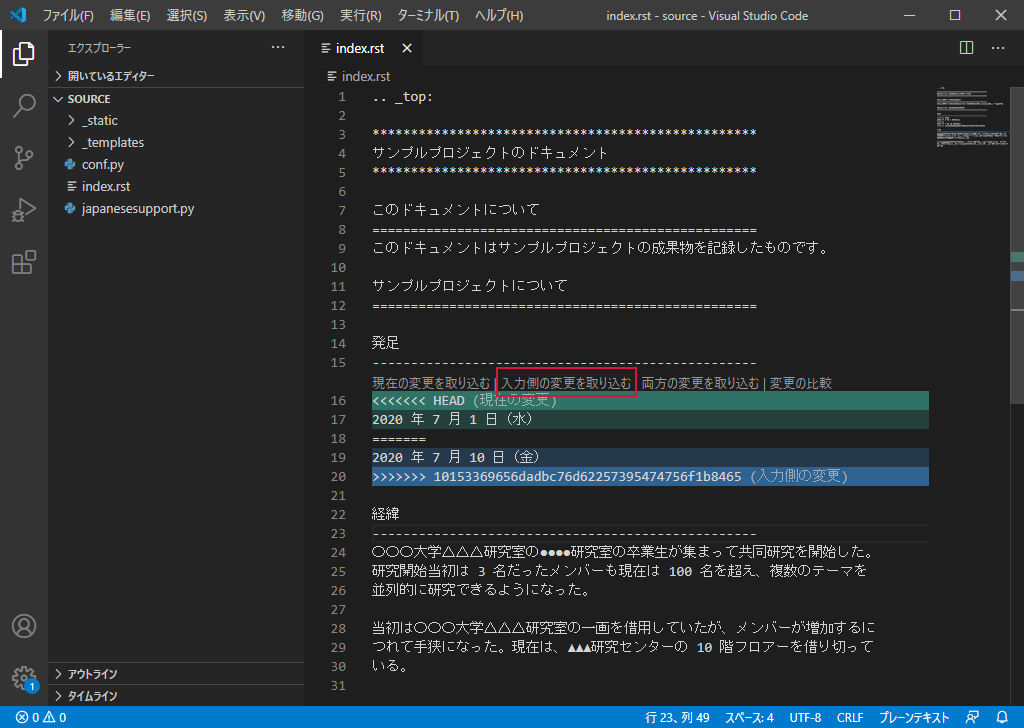 ファイル(F) 編集(E) 選択(S) 表示(V) 移動(G) 実行(R) ターミナル(T) ヘルプ(H) index.rst - source - Visual Studio Code
エクスプローラー
開いているエディター
SOURCE
_static
_templates
conf.py
index.rst
japanesesupport.py
アウトライン
タイムライン
index.rst
index.rst
1 .. _top:
2
3 **************************************************
4 サンプルプロジェクトのドキュメント
5 **************************************************
6
7 このドキュメントについて
8 ==================================================
9 このドキュメントはサンプルプロジェクトの成果物を記録したものです。
10
11 サンプルプロジェクトについて
12 ==================================================
13
14 発足
15 --------------------------------------------------
現在の変更を取り込む | 入力側の変更を取り込む | 両方の変更を取り込む | 変更の比較
16 <<<<<<< HEAD (現在の変更)
17 2020 年 7 月 1 日（水）
18 =======
19 2020 年 7 月 10 日（金）
20 >>>>>>> 10153369656dadbc76d62257395474756f1b8465 (入力側の変更)
21
22 経緯
23 --------------------------------------------------
24 〇〇〇大学△△△研究室の●●●●研究室の卒業生が集まって共同研究を開始した。
25 研究開始当初は 3 名だったメンバーも現在は 100 名を超え、複数のテーマを
26 並列的に研究できるようになった。
27
28 当初は〇〇〇大学△△△研究室の一画を借用していたが、メンバーが増加するに
29 つれて手狭になった。現在は、▲▲▲研究センターの 10 階フロアーを借り切って
30 いる。
31
1
0 0 行 23、列 49 スペース: 4 UTF-8 CRLF プレーンテキスト